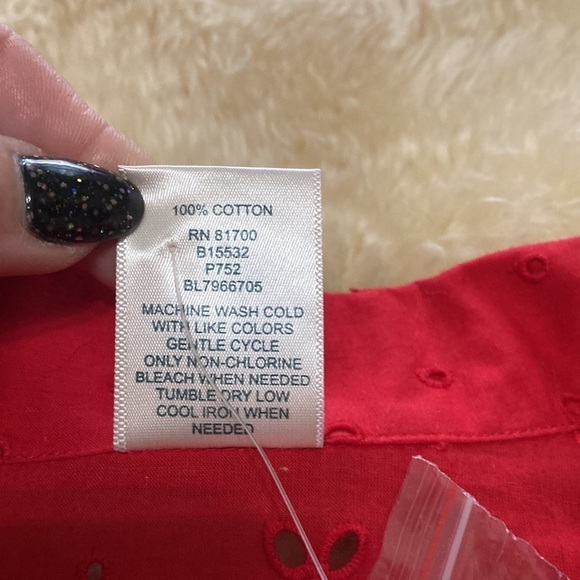 100% COTTON
RN 81700
B15532
P752
BL7966705
MACHINE WASH COLD
WITH LIKE COLORS
GENTLE CYCLE
ONLY NON-CHLORINE
BLEACH WHEN NEEDED
TUMBLE DRY LOW
COOL IRON WHEN
NEEDED